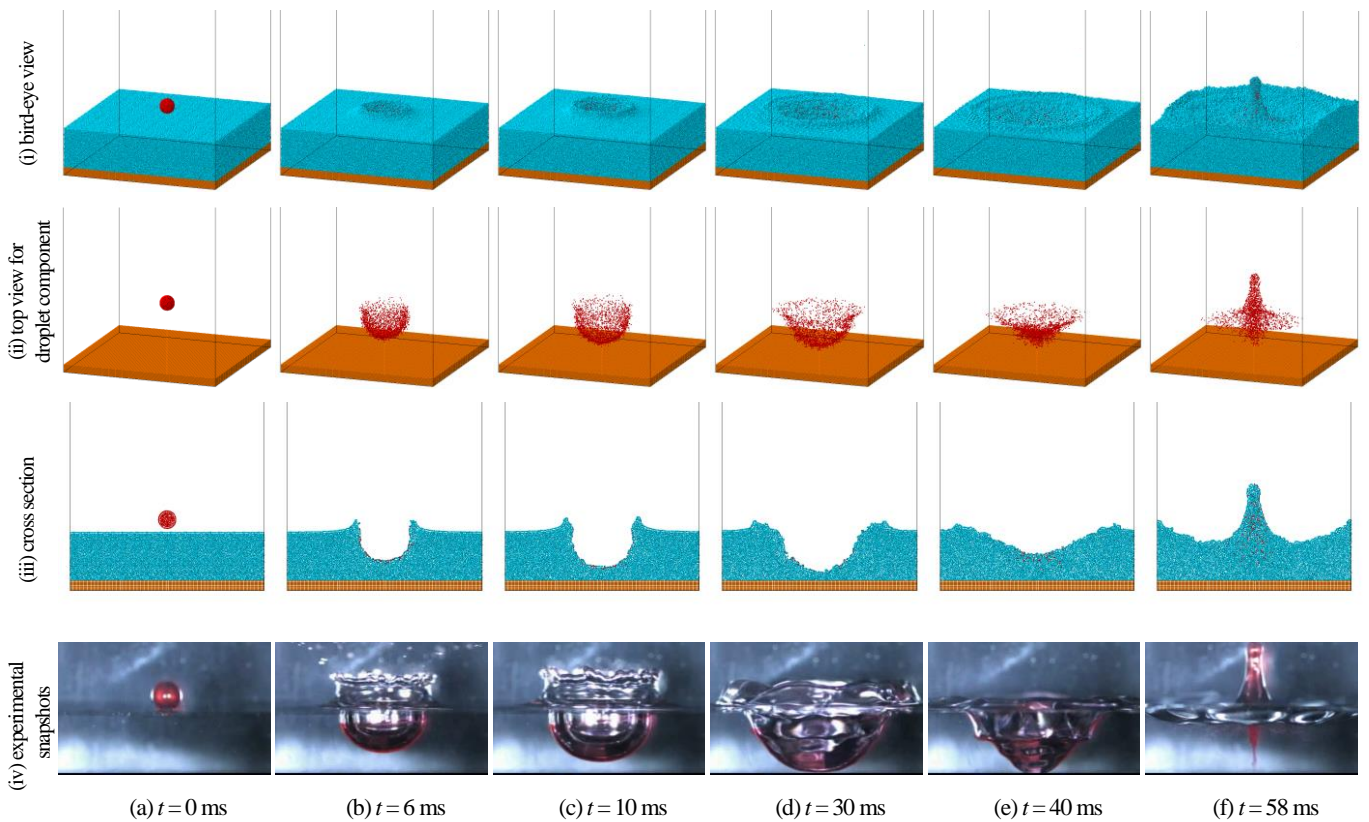 (i) bird-eye view
(ii) top view for
droplet component
(iii) cross section
(iv) experimental
snapshots
(a) t = 0 ms
(b) t = 6 ms
(c) t = 10 ms
(d) t = 30 ms
(e) t = 40 ms
(f) t = 58 ms